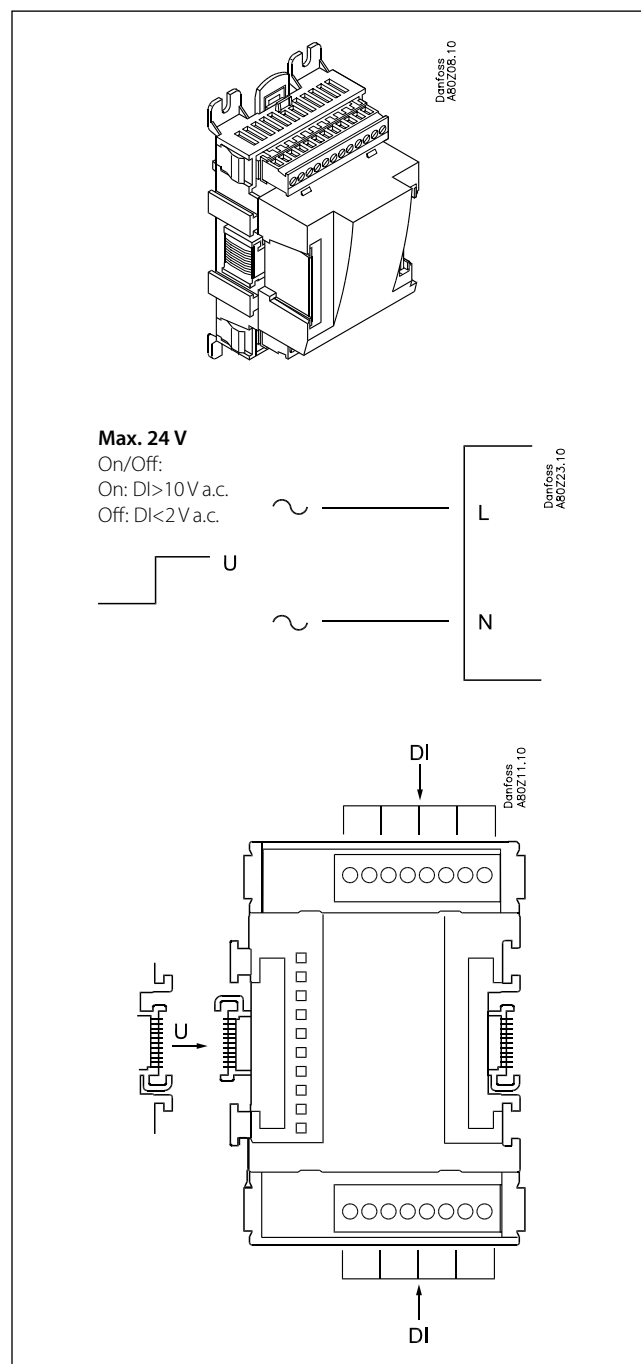 Danfoss
A80Z08.10
Max. 24 V
On/Off:
On: DI>10 V a.c.
Off: DI<2 V a.c.
U
L
N
Danfoss
A80Z23.10
DI
Danfoss
A80Z11.10
U
DI